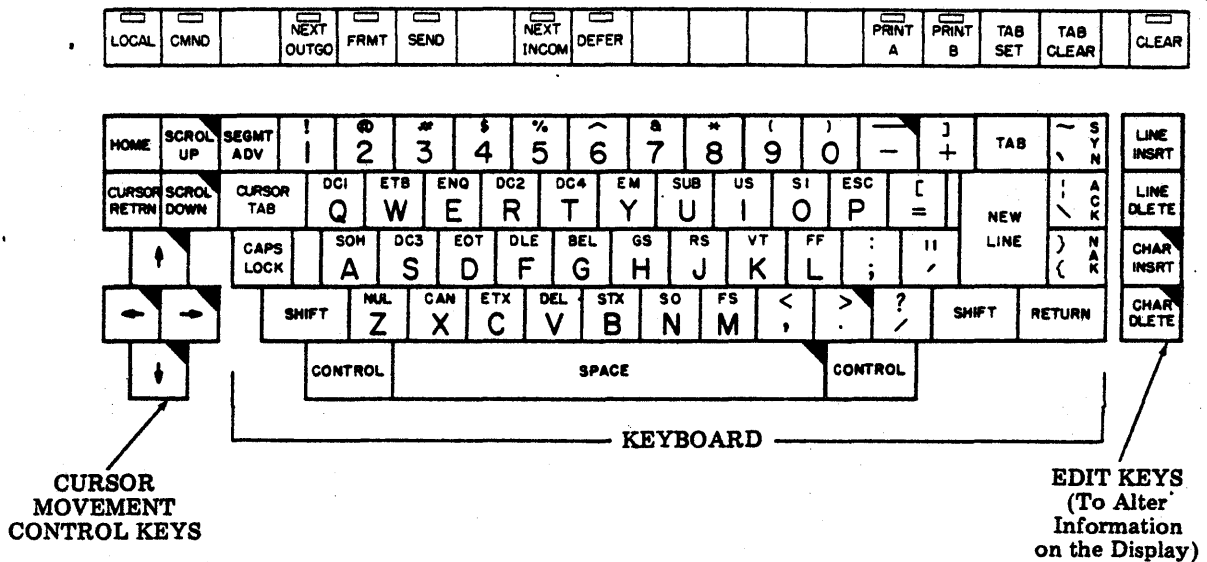 LOCAL CMND NEXT OUTGO FRMT SEND NEXT INCOM DEFER PRINT A PRINT B TAB SET TAB CLEAR CLEAR
HOME SCROL UP SEGMT ADV ! 1 @ 2 # 3 $ 4 % 5 ^ 6 & 7 * 8 ( 9 ) 0 — - ] + TAB ~ ` SYN LINE INSRT
CURSOR RETRN SCROL DOWN CURSOR TAB DC1 Q ETB W ENQ E DC2 R DC4 T EM Y SUB U US I SI O ESC P [ = NEW LINE ¦ \ ACK LINE DLETE
↑ CAPS LOCK SOH A DC3 S EOT D DLE F BEL G GS H RS J VT K FF L : ; " ' } { NAK CHAR INSRT
← → SHIFT NUL Z CAN X ETX C DEL V STX B SO N FS M < , > . ? / SHIFT RETURN CHAR DLETE
↓ CONTROL SPACE CONTROL
KEYBOARD
CURSOR
MOVEMENT
CONTROL KEYS
EDIT KEYS
(To Alter
Information
on the Display)